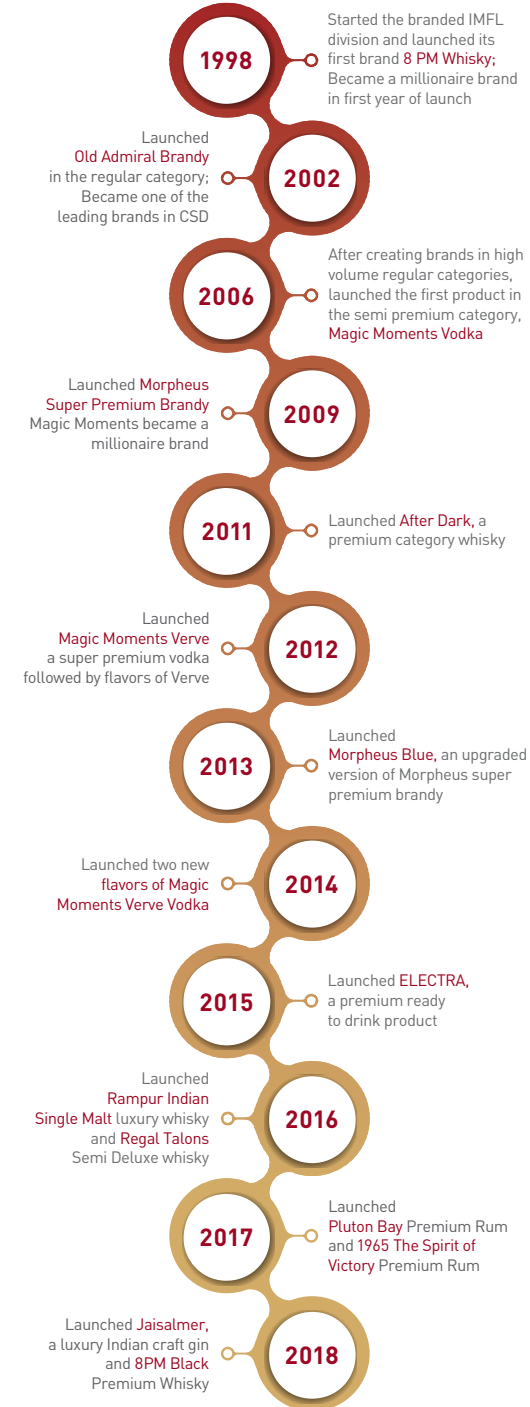 1998
Started the branded IMFL
division and launched its
first brand 8 PM Whisky;
Became a millionaire brand
in first year of launch
Launched
Old Admiral Brandy
in the regular category;
Became one of the
leading brands in CSD
2002
2006
After creating brands in high
volume regular categories,
launched the first product in
the semi premium category,
Magic Moments Vodka
Launched Morpheus
Super Premium Brandy
Magic Moments became a
millionaire brand
2009
2011
Launched After Dark, a
premium category whisky
Launched
Magic Moments Verve
a super premium vodka
followed by flavors of Verve
2012
2013
Launched
Morpheus Blue, an upgraded
version of Morpheus super
premium brandy
Launched two new
flavors of Magic
Moments Verve Vodka
2014
2015
Launched ELECTRA,
a premium ready
to drink product
Launched
Rampur Indian
Single Malt luxury whisky
and Regal Talons
Semi Deluxe whisky
2016
2017
Launched
Pluton Bay Premium Rum
and 1965 The Spirit of
Victory Premium Rum
Launched Jaisalmer,
a luxury Indian craft gin
and 8PM Black
Premium Whisky
2018